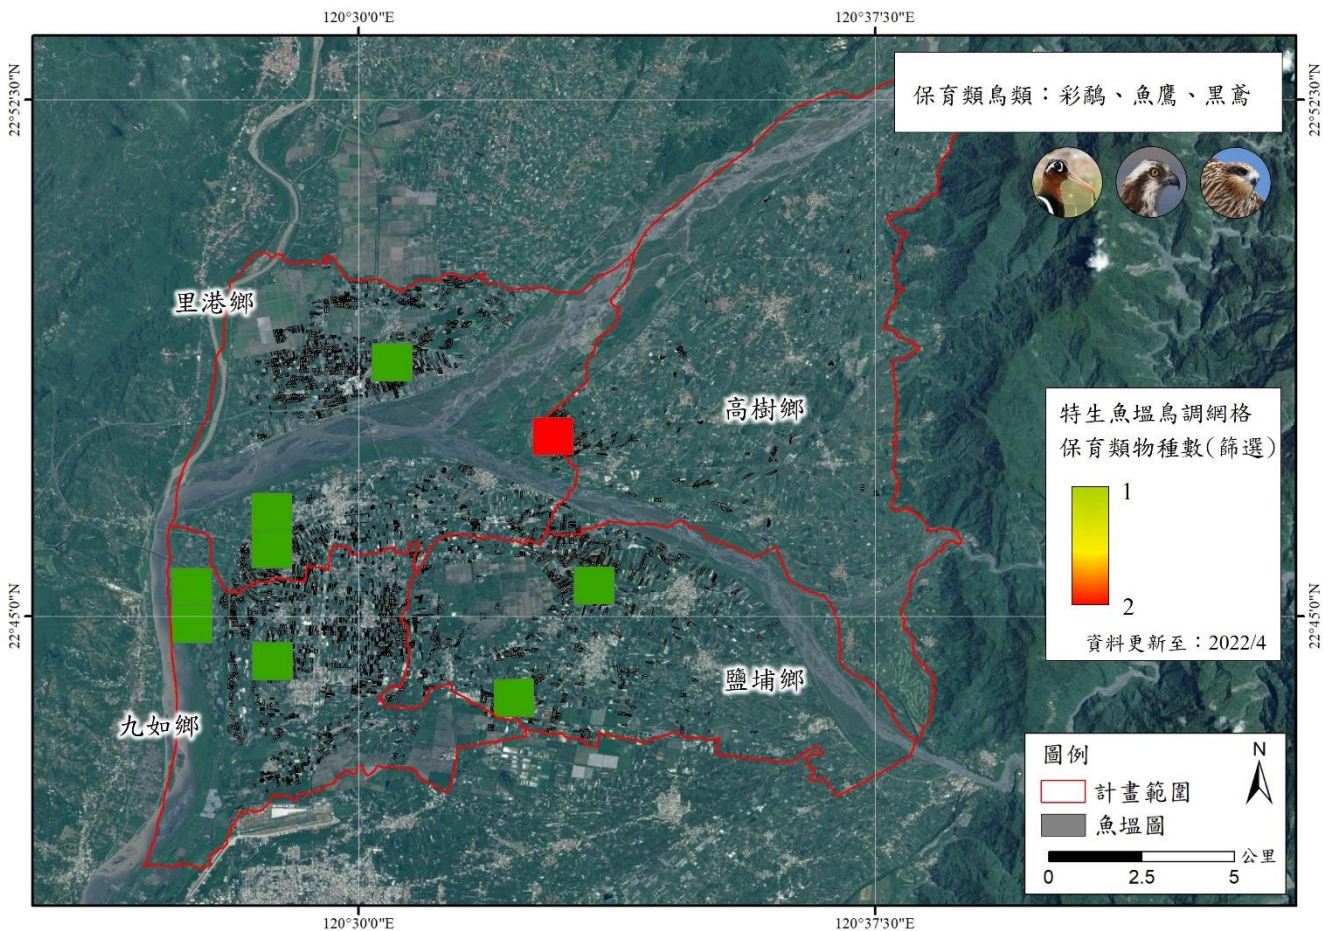 120°30'0"E
120°37'30"E
22°52'30"N
22°52'30"N
保育類鳥類：彩鷸、魚鷹、黑鳶
里港鄉
高樹鄉
特生魚塭鳥調網格
保育類物種數(篩選)
1
2
資料更新至：2022/4
22°45'0"N
22°45'0"N
鹽埔鄉
九如鄉
圖例
N
計畫範圍
魚塭圖
公里
0
2.5
5
120°30'0"E
120°37'30"E